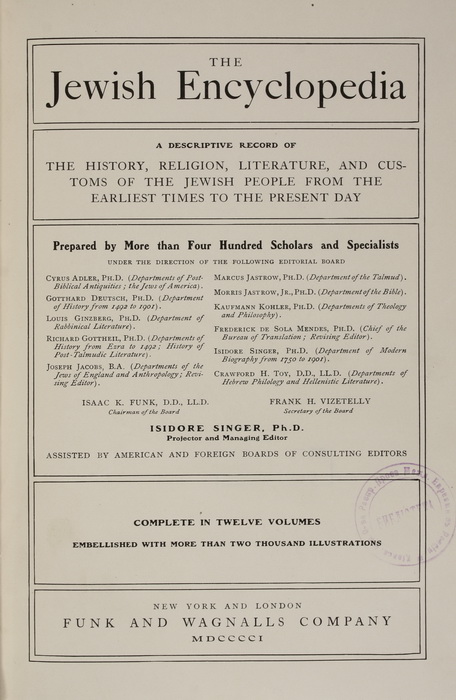 THE
Jewish Encyclopedia
A DESCRIPTIVE RECORD OF
THE HISTORY, RELIGION, LITERATURE, AND CUS-
TOMS OF THE JEWISH PEOPLE FROM THE
EARLIEST TIMES TO THE PRESENT DAY
Prepared by More than Four Hundred Scholars and Specialists
UNDER THE DIRECTION OF THE FOLLOWING EDITORIAL BOARD
CYRUS ADLER, PH.D. (Departments of Post-
Biblical Antiquities; the Jews of America).
GOTTHARD DEUTSCH, PH.D. (Department
of History from 1492 to 1901).
LOUIS GINZBERG, PH.D. (Department of
Rabbinical Literature).
RICHARD GOTTHEIL, PH.D. (Departments of
History from Ezra to 1492; History of
Post-Talmudic Literature).
JOSEPH JACOBS, B.A. (Departments of the
Jews of England and Anthropology; Revi-
sing Editor).
MARCUS JASTROW, PH.D. (Department of the Talmud).
MORRIS JASTROW, JR., PH.D. (Department of the Bible).
KAUFMANN KOHLER, PH.D. (Departments of Theology
and Philosophy).
FREDERICK DE SOLA MENDES, PH.D. (Chief of the
Bureau of Translation; Revising Editor).
ISIDORE SINGER, PH.D. (Department of Modern
Biography from 1750 to 1901).
CRAWFORD H. TOY, D.D., LL.D. (Departments of
Hebrew Philology and Hellenistic Literature).
ISAAC K. FUNK, D.D., LL.D.
Chairman of the Board
FRANK H. VIZETELLY
Secretary of the Board
ISIDORE SINGER, Ph.D.
Projector and Managing Editor
ASSISTED BY AMERICAN AND FOREIGN BOARDS OF CONSULTING EDITORS
COMPLETE IN TWELVE VOLUMES
EMBELLISHED WITH MORE THAN TWO THOUSAND ILLUSTRATIONS
NEW YORK AND LONDON
FUNK AND WAGNALLS COMPANY
MDCCCCI